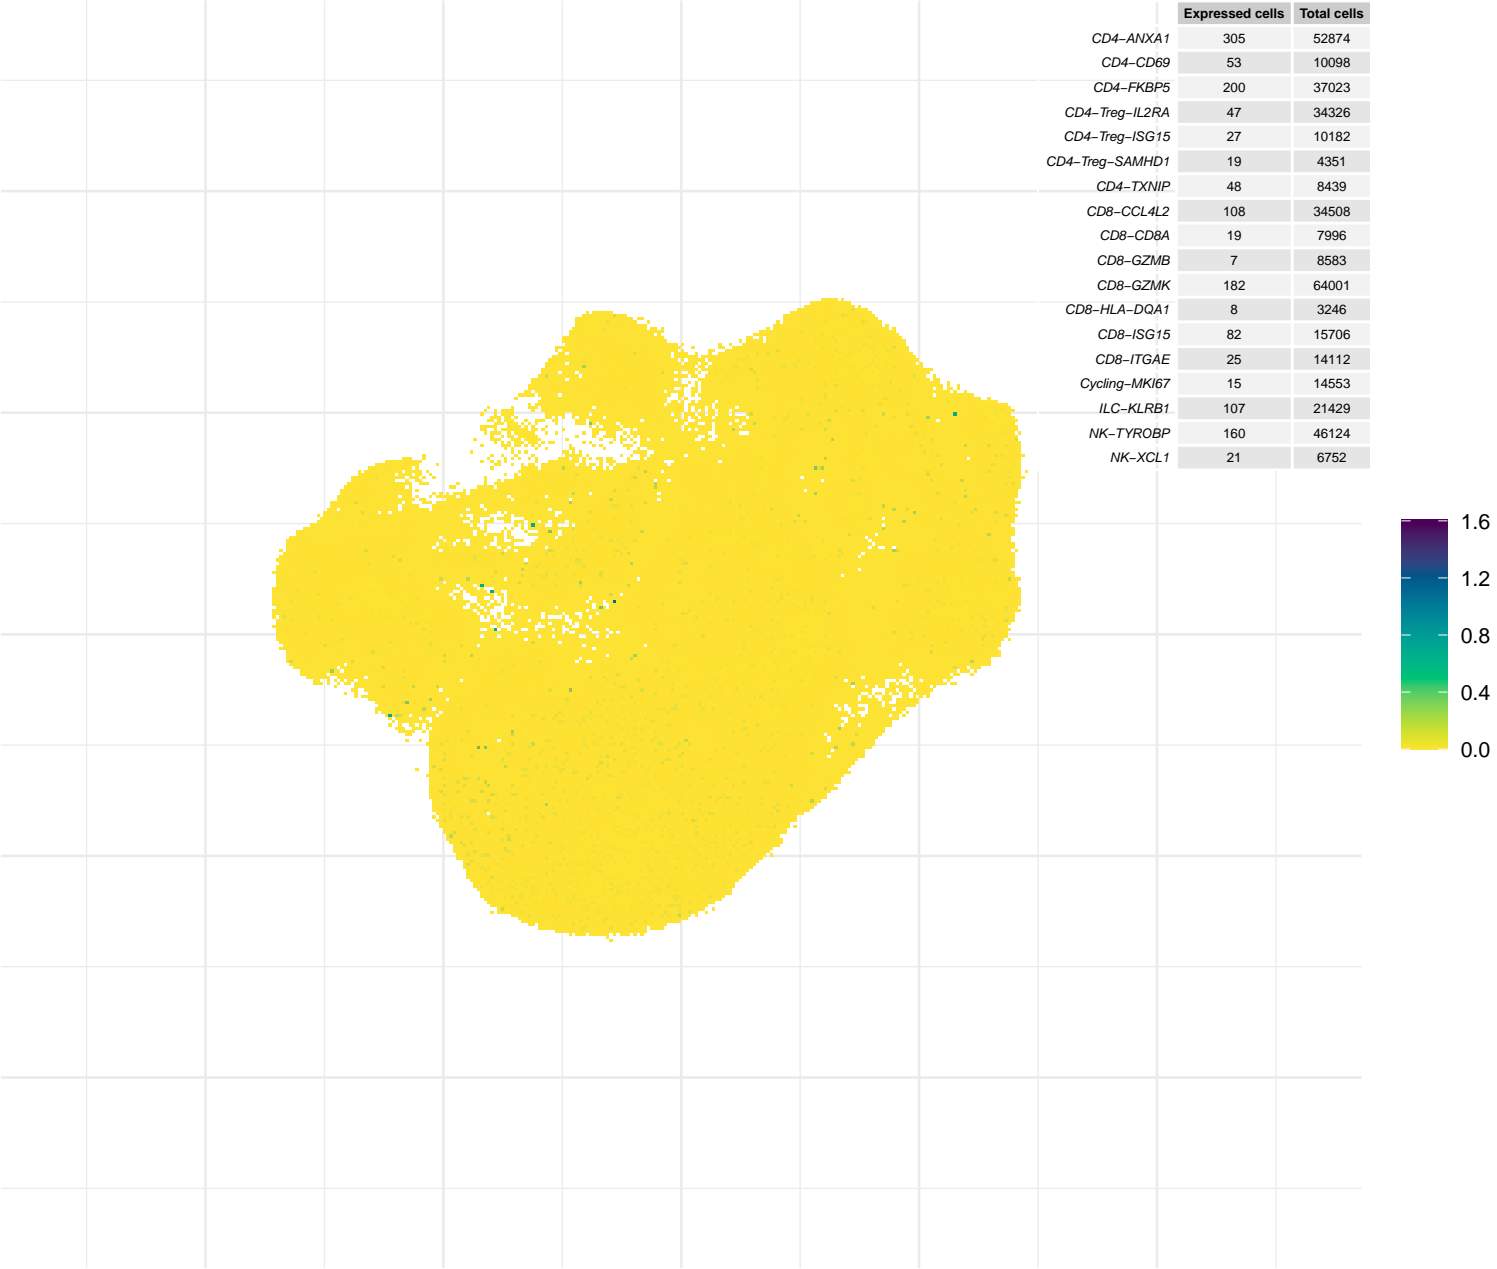 Expressed cells Total cells
CD4−ANXA1 305 52874
CD4−CD69 53 10098
CD4−FKBP5 200 37023
CD4−Treg−IL2RA 47 34326
CD4−Treg−ISG15 27 10182
CD4−Treg−SAMHD1 19 4351
CD4−TXNIP 48 8439
CD8−CCL4L2 108 34508
CD8−CD8A 19 7996
CD8−GZMB 7 8583
CD8−GZMK 182 64001
CD8−HLA−DQA1 8 3246
CD8−ISG15 82 15706
CD8−ITGAE 25 14112
Cycling−MKI67 15 14553
ILC−KLRB1 107 21429
NK−TYROBP 160 46124
NK−XCL1 21 6752
1.6
1.2
0.8
0.4
0.0